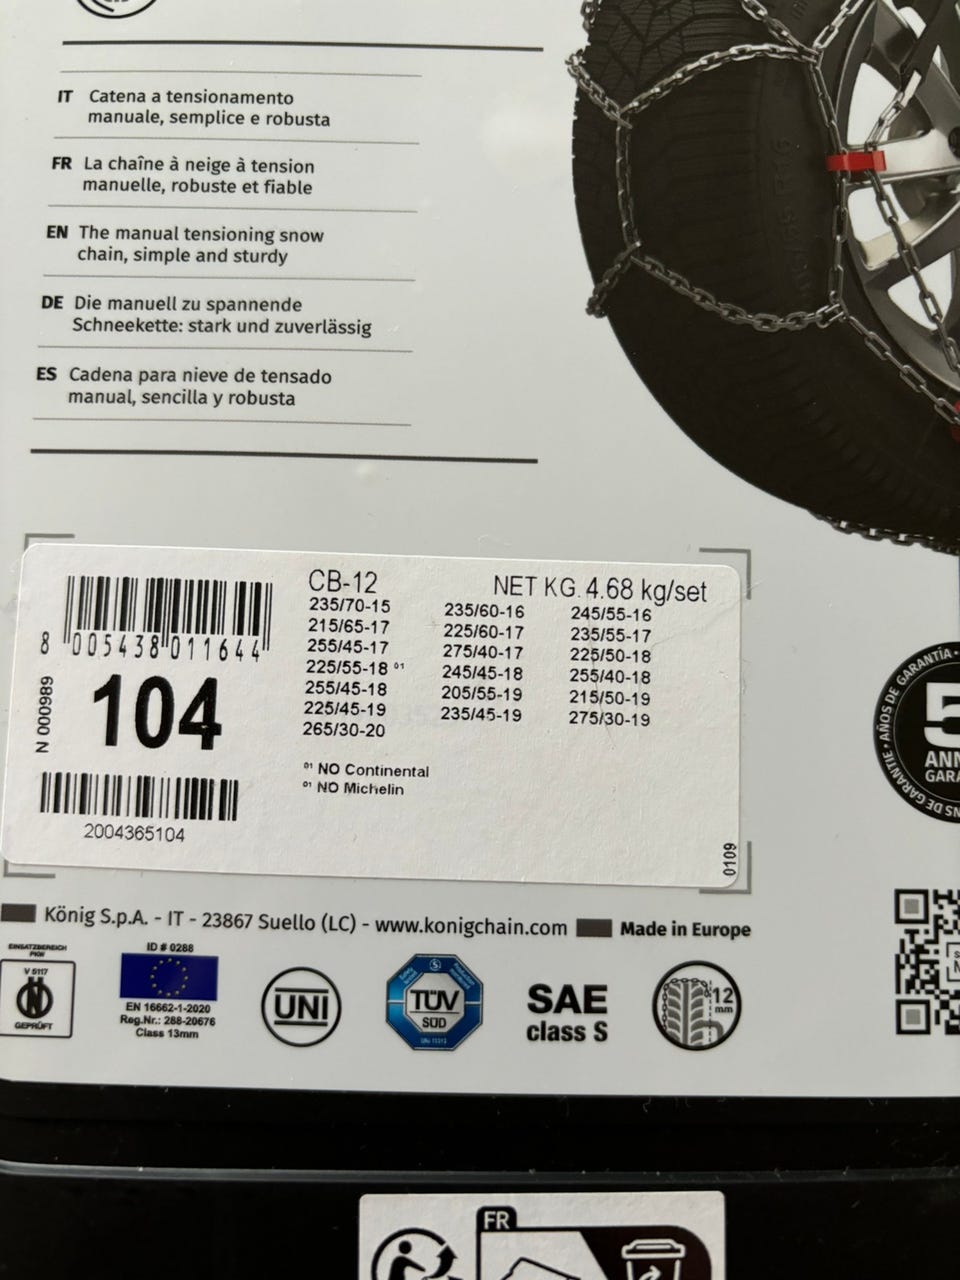 IT Catena a tensionamento
manuale, semplice e robusta
FR La chaîne à neige à tension
manuelle, robuste et fiable
EN The manual tensioning snow
chain, simple and sturdy
DE Die manuell zu spannende
Schneekette: stark und zuverlässig
ES Cadena para nieve de tensado
manual, sencilla y robusta
CB-12 NET KG. 4.68 kg/set
235/70-15 235/60-16 245/55-16
215/65-17 225/60-17 235/55-17
255/45-17 275/40-17 225/50-18
225/55-18 ⁰¹ 245/45-18 255/40-18
255/45-18 205/55-19 215/50-19
225/45-19 235/45-19 275/30-19
265/30-20
⁰¹ NO Continental
⁰¹ NO Michelin
8 005438 011644
N 000989
104
2004365104
0109
AÑOS DE GARANTÍA
5
König S.p.A. - IT - 23867 Suello (LC) - www.konigchain.com Made in Europe
EINSATZBEREICH
PKW
V 5117
GEPRÜFT
ID # 0288
EN 16662-1-2020
Reg.Nr.: 288-20676
Class 13mm
UNI
TÜV
SÜD
SAE
class S
12
mm
FR